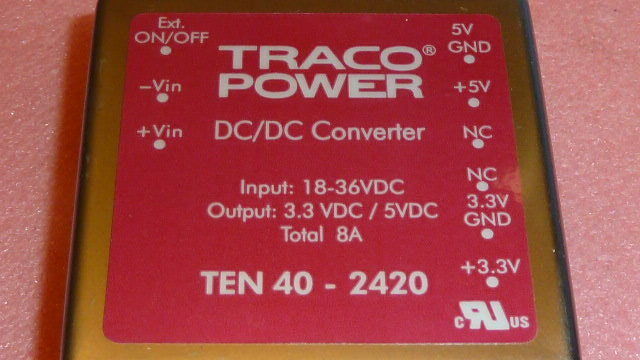 Ext.
ON/OFF
–Vin
+Vin
TRACO®
POWER
DC/DC Converter
Input: 18-36VDC
Output: 3.3 VDC / 5VDC
Total 8A
TEN 40 - 2420
5V
GND
+5V
NC
NC
3.3V
GND
+3.3V
c RU US